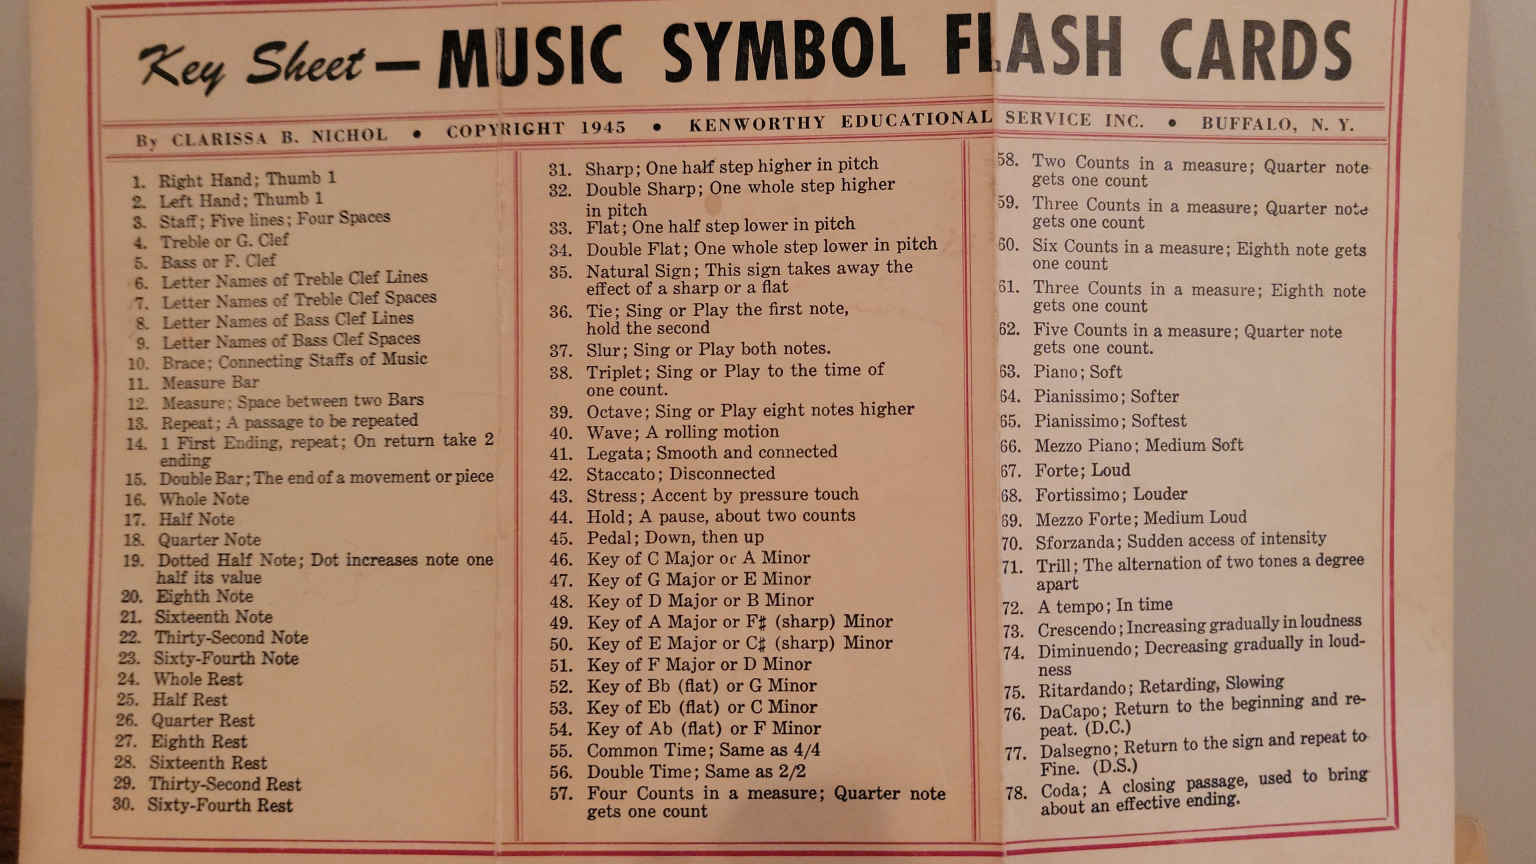 Key Sheet — MUSIC SYMBOL FLASH CARDS
By CLARISSA B. NICHOL • COPYRIGHT 1945 • KENWORTHY EDUCATIONAL SERVICE INC. • BUFFALO, N. Y.
1. Right Hand; Thumb 1
2. Left Hand; Thumb 1
3. Staff; Five lines; Four Spaces
4. Treble or G. Clef
5. Bass or F. Clef
6. Letter Names of Treble Clef Lines
7. Letter Names of Treble Clef Spaces
8. Letter Names of Bass Clef Lines
9. Letter Names of Bass Clef Spaces
10. Brace; Connecting Staffs of Music
11. Measure Bar
12. Measure; Space between two Bars
13. Repeat; A passage to be repeated
14. 1 First Ending, repeat; On return take 2
ending
15. Double Bar; The end of a movement or piece
16. Whole Note
17. Half Note
18. Quarter Note
19. Dotted Half Note; Dot increases note one
half its value
20. Eighth Note
21. Sixteenth Note
22. Thirty-Second Note
23. Sixty-Fourth Note
24. Whole Rest
25. Half Rest
26. Quarter Rest
27. Eighth Rest
28. Sixteenth Rest
29. Thirty-Second Rest
30. Sixty-Fourth Rest
31. Sharp; One half step higher in pitch
32. Double Sharp; One whole step higher
in pitch
33. Flat; One half step lower in pitch
34. Double Flat; One whole step lower in pitch
35. Natural Sign; This sign takes away the
effect of a sharp or a flat
36. Tie; Sing or Play the first note,
hold the second
37. Slur; Sing or Play both notes.
38. Triplet; Sing or Play to the time of
one count.
39. Octave; Sing or Play eight notes higher
40. Wave; A rolling motion
41. Legata; Smooth and connected
42. Staccato; Disconnected
43. Stress; Accent by pressure touch
44. Hold; A pause, about two counts
45. Pedal; Down, then up
46. Key of C Major or A Minor
47. Key of G Major or E Minor
48. Key of D Major or B Minor
49. Key of A Major or F♯ (sharp) Minor
50. Key of E Major or C♯ (sharp) Minor
51. Key of F Major or D Minor
52. Key of Bb (flat) or G Minor
53. Key of Eb (flat) or C Minor
54. Key of Ab (flat) or F Minor
55. Common Time; Same as 4/4
56. Double Time; Same as 2/2
57. Four Counts in a measure; Quarter note
gets one count
58. Two Counts in a measure; Quarter note
gets one count
59. Three Counts in a measure; Quarter note
gets one count
60. Six Counts in a measure; Eighth note gets
one count
61. Three Counts in a measure; Eighth note
gets one count
62. Five Counts in a measure; Quarter note
gets one count.
63. Piano; Soft
64. Pianissimo; Softer
65. Pianissimo; Softest
66. Mezzo Piano; Medium Soft
67. Forte; Loud
68. Fortissimo; Louder
69. Mezzo Forte; Medium Loud
70. Sforzanda; Sudden access of intensity
71. Trill; The alternation of two tones a degree
apart
72. A tempo; In time
73. Crescendo; Increasing gradually in loudness
74. Diminuendo; Decreasing gradually in loud-
ness
75. Ritardando; Retarding, Slowing
76. DaCapo; Return to the beginning and re-
peat. (D.C.)
77. Dalsegno; Return to the sign and repeat to
Fine. (D.S.)
78. Coda; A closing passage, used to bring
about an effective ending.